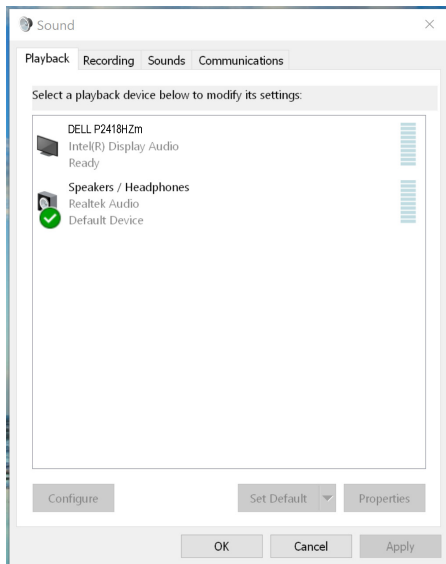 Sound
Playback Recording Sounds Communications
Select a playback device below to modify its settings:
DELL P2418HZm
Intel(R) Display Audio
Ready
Speakers / Headphones
Realtek Audio
Default Device
Configure Set Default Properties
OK Cancel Apply